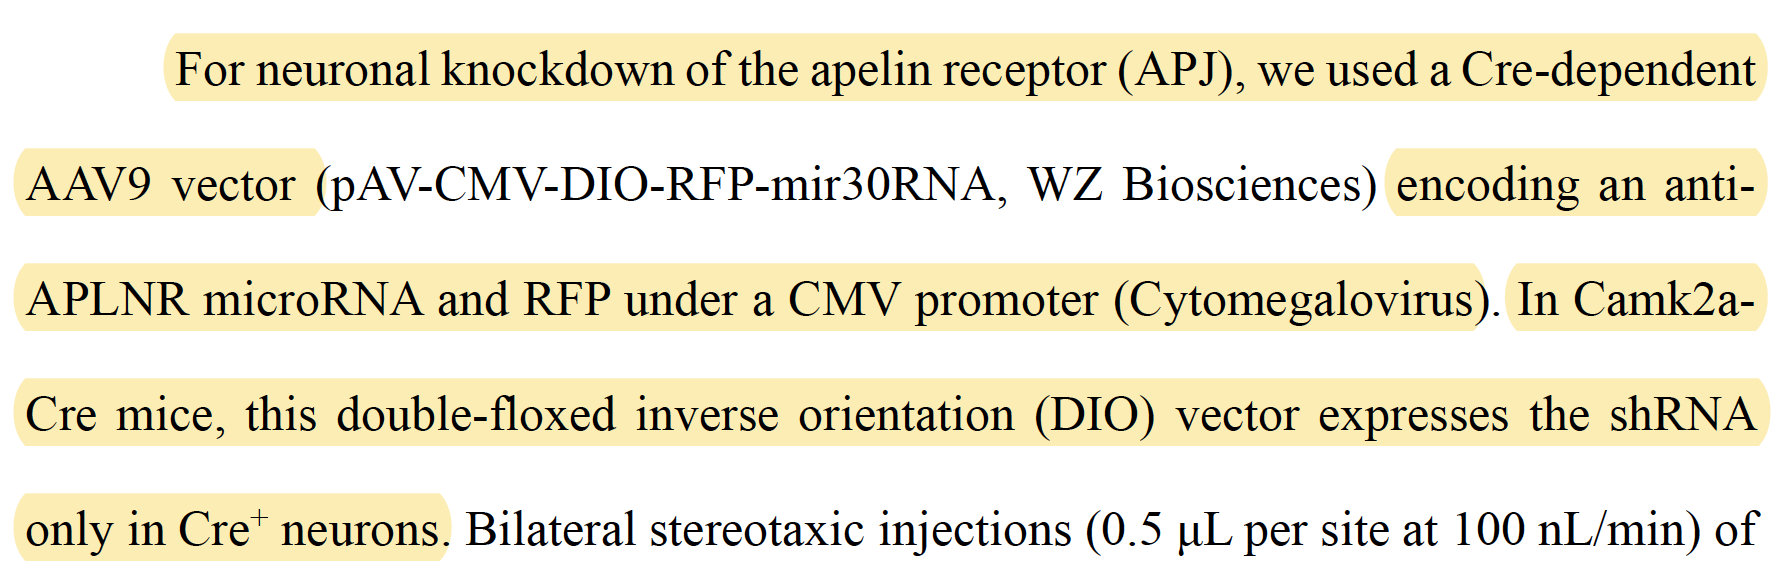 For neuronal knockdown of the apelin receptor (APJ), we used a Cre-dependent
AAV9 vector (pAV-CMV-DIO-RFP-mir30RNA, WZ Biosciences) encoding an anti-
APLNR microRNA and RFP under a CMV promoter (Cytomegalovirus). In Camk2a-
Cre mice, this double-floxed inverse orientation (DIO) vector expresses the shRNA
only in Cre⁺ neurons. Bilateral stereotaxic injections (0.5 μL per site at 100 nL/min) of